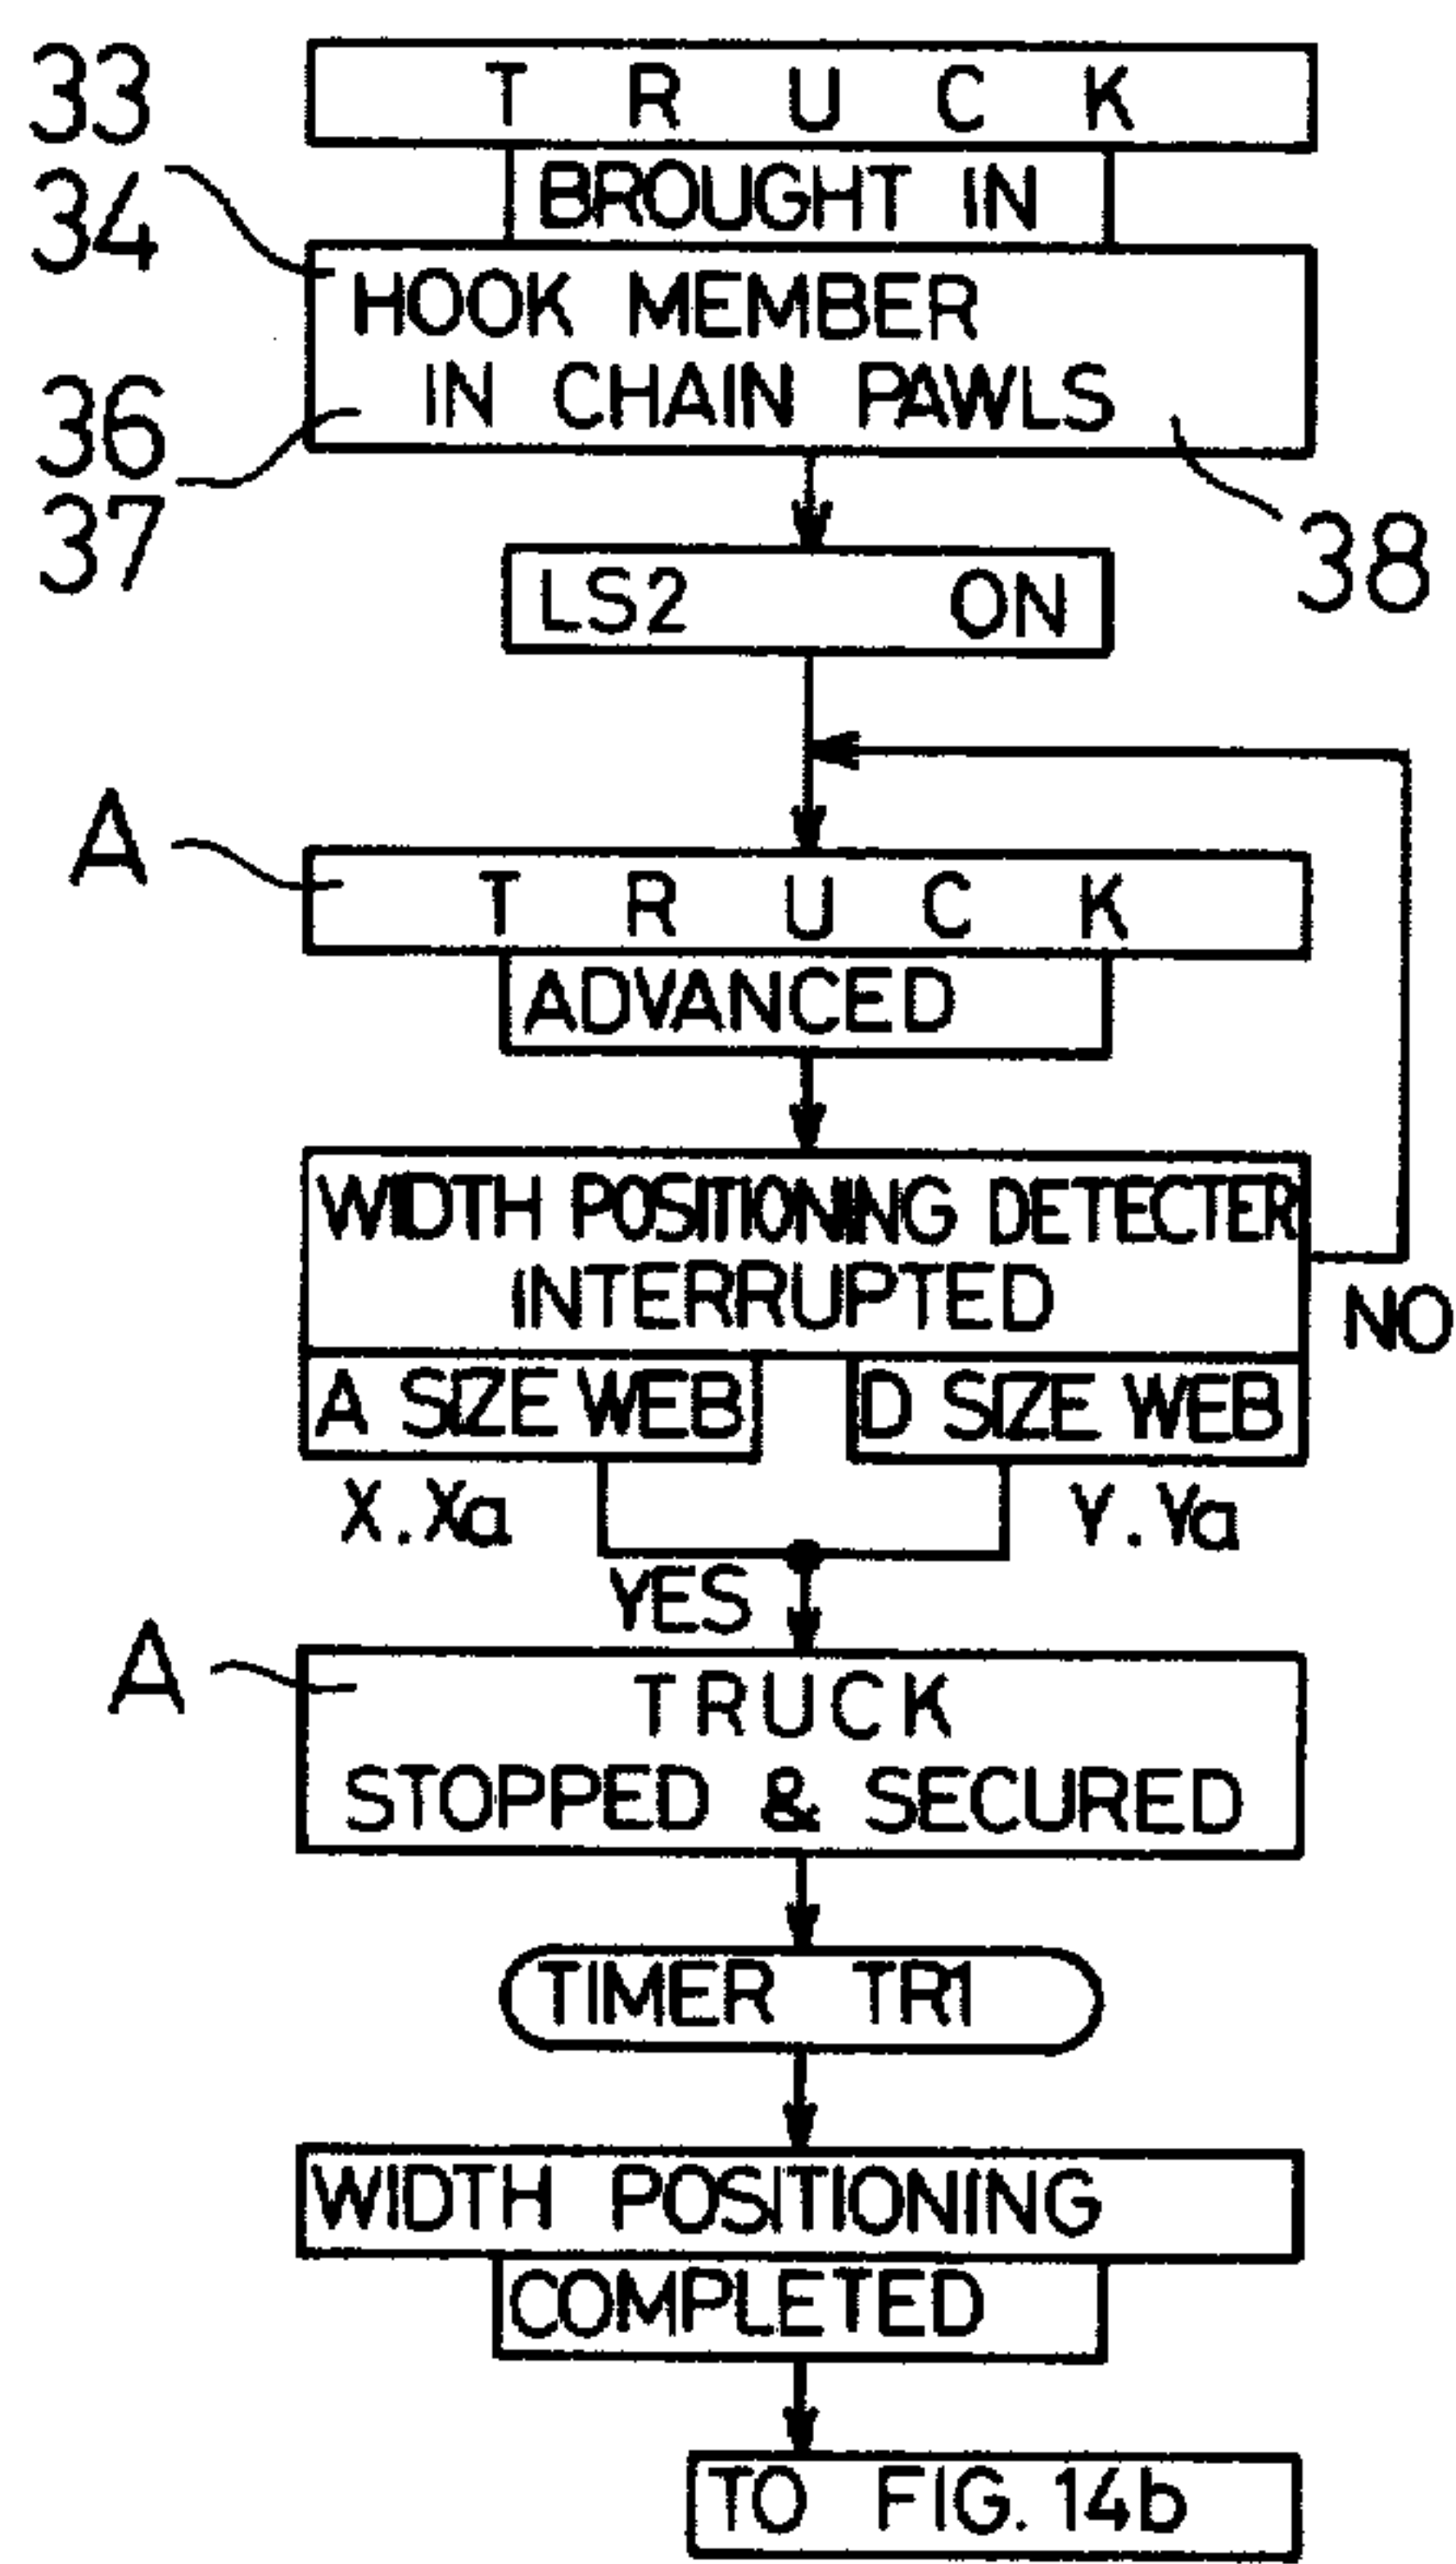 33
34
T R U C K
BROUGHT IN
HOOK MEMBER
IN CHAIN PAWLS
36
37
38
LS2 ON
A
T R U C K
ADVANCED
WIDTH POSITIONING DETECTER
INTERRUPTED
NO
A SIZE WEB D SIZE WEB
X.Xa Y.Ya
YES
A
TRUCK
STOPPED & SECURED
TIMER TR1
WIDTH POSITIONING
COMPLETED
TO FIG. 14b